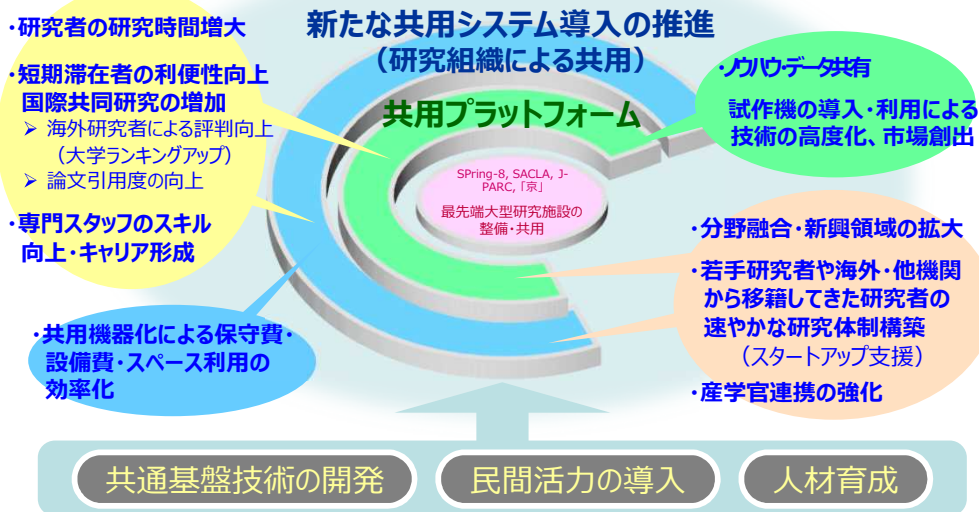 新たな共用システム導入の推進
（研究組織による共用）
共用プラットフォーム
SPring-8, SACLA, J-
PARC, 「京」
最先端大型研究施設の
整備・共用
・研究者の研究時間増大
・短期滞在者の利便性向上
国際共同研究の増加
➢ 海外研究者による評判向上
（大学ランキングアップ）
➢ 論文引用度の向上
・専門スタッフのスキル
向上・キャリア形成
・共用機器化による保守費・
設備費・スペース利用の
効率化
・ノウハウ・データ共有
試作機の導入・利用による
技術の高度化、市場創出
・分野融合・新興領域の拡大
・若手研究者や海外・他機関
から移籍してきた研究者の
速やかな研究体制構築
（スタートアップ支援）
・産学官連携の強化
共通基盤技術の開発
民間活力の導入
人材育成